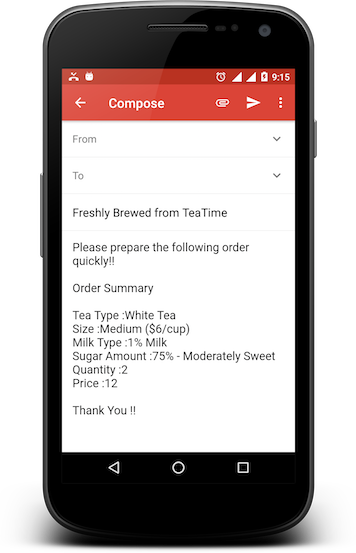 9:15
Compose
From
To
Freshly Brewed from TeaTime
Please prepare the following order
quickly!!
Order Summary
Tea Type :White Tea
Size :Medium ($6/cup)
Milk Type :1% Milk
Sugar Amount :75% - Moderately Sweet
Quantity :2
Price :12
Thank You !!